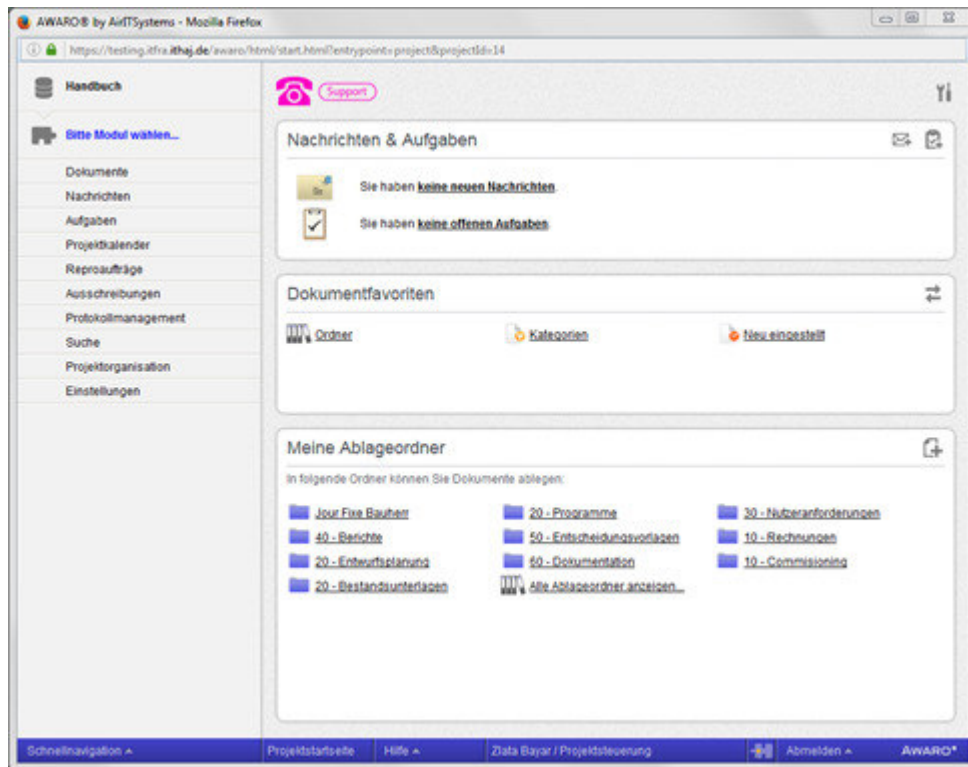 AWARO® by AirITSystems - Mozilla Firefox
https://testing.itfra.ithaj.de/awaro/html/start.html?entrypoint=project&projectId=14
Handbuch
Bitte Modul wählen...
Dokumente
Nachrichten
Aufgaben
Projektkalender
Reproaufträge
Ausschreibungen
Protokollmanagement
Suche
Projektorganisation
Einstellungen
Support
Nachrichten & Aufgaben
Sie haben keine neuen Nachrichten.
Sie haben keine offenen Aufgaben.
Dokumentfavoriten
Ordner Kategorien Neu eingestellt
Meine Ablageordner
In folgende Ordner können Sie Dokumente ablegen:
Jour Fixe Bauherr 20 - Programme 30 - Nutzeranforderungen
40 - Berichte 50 - Entscheidungsvorlagen 10 - Rechnungen
20 - Entwurfsplanung 60 - Dokumentation 10 - Commisioning
20 - Bestandsunterlagen Alle Ablageordner anzeigen...
Schnellnavigation Projektstartseite Hilfe Zlata Bayar / Projektsteuerung Abmelden AWARO®